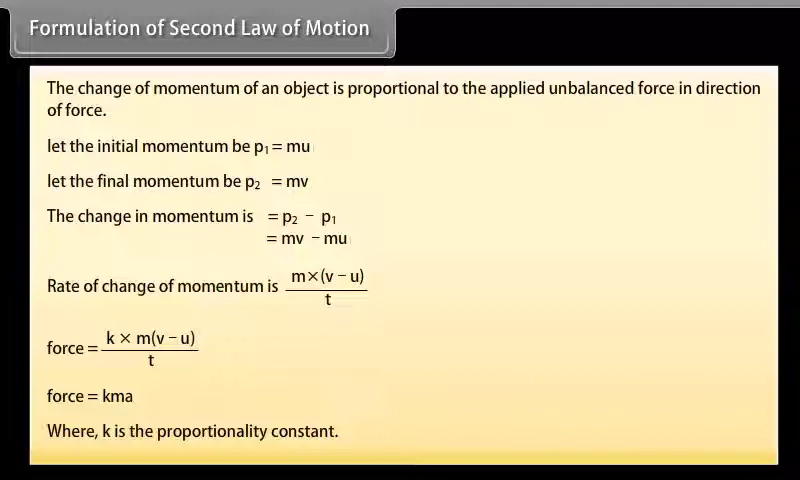 Formulation of Second Law of Motion
The change of momentum of an object is proportional to the applied unbalanced force in direction
of force.
let the initial momentum be p₁ = mu
let the final momentum be p₂ = mv
The change in momentum is = p₂ − p₁
= mv − mu
Rate of change of momentum is m×(v − u)
t
force = k × m(v − u)
t
force = kma
Where, k is the proportionality constant.